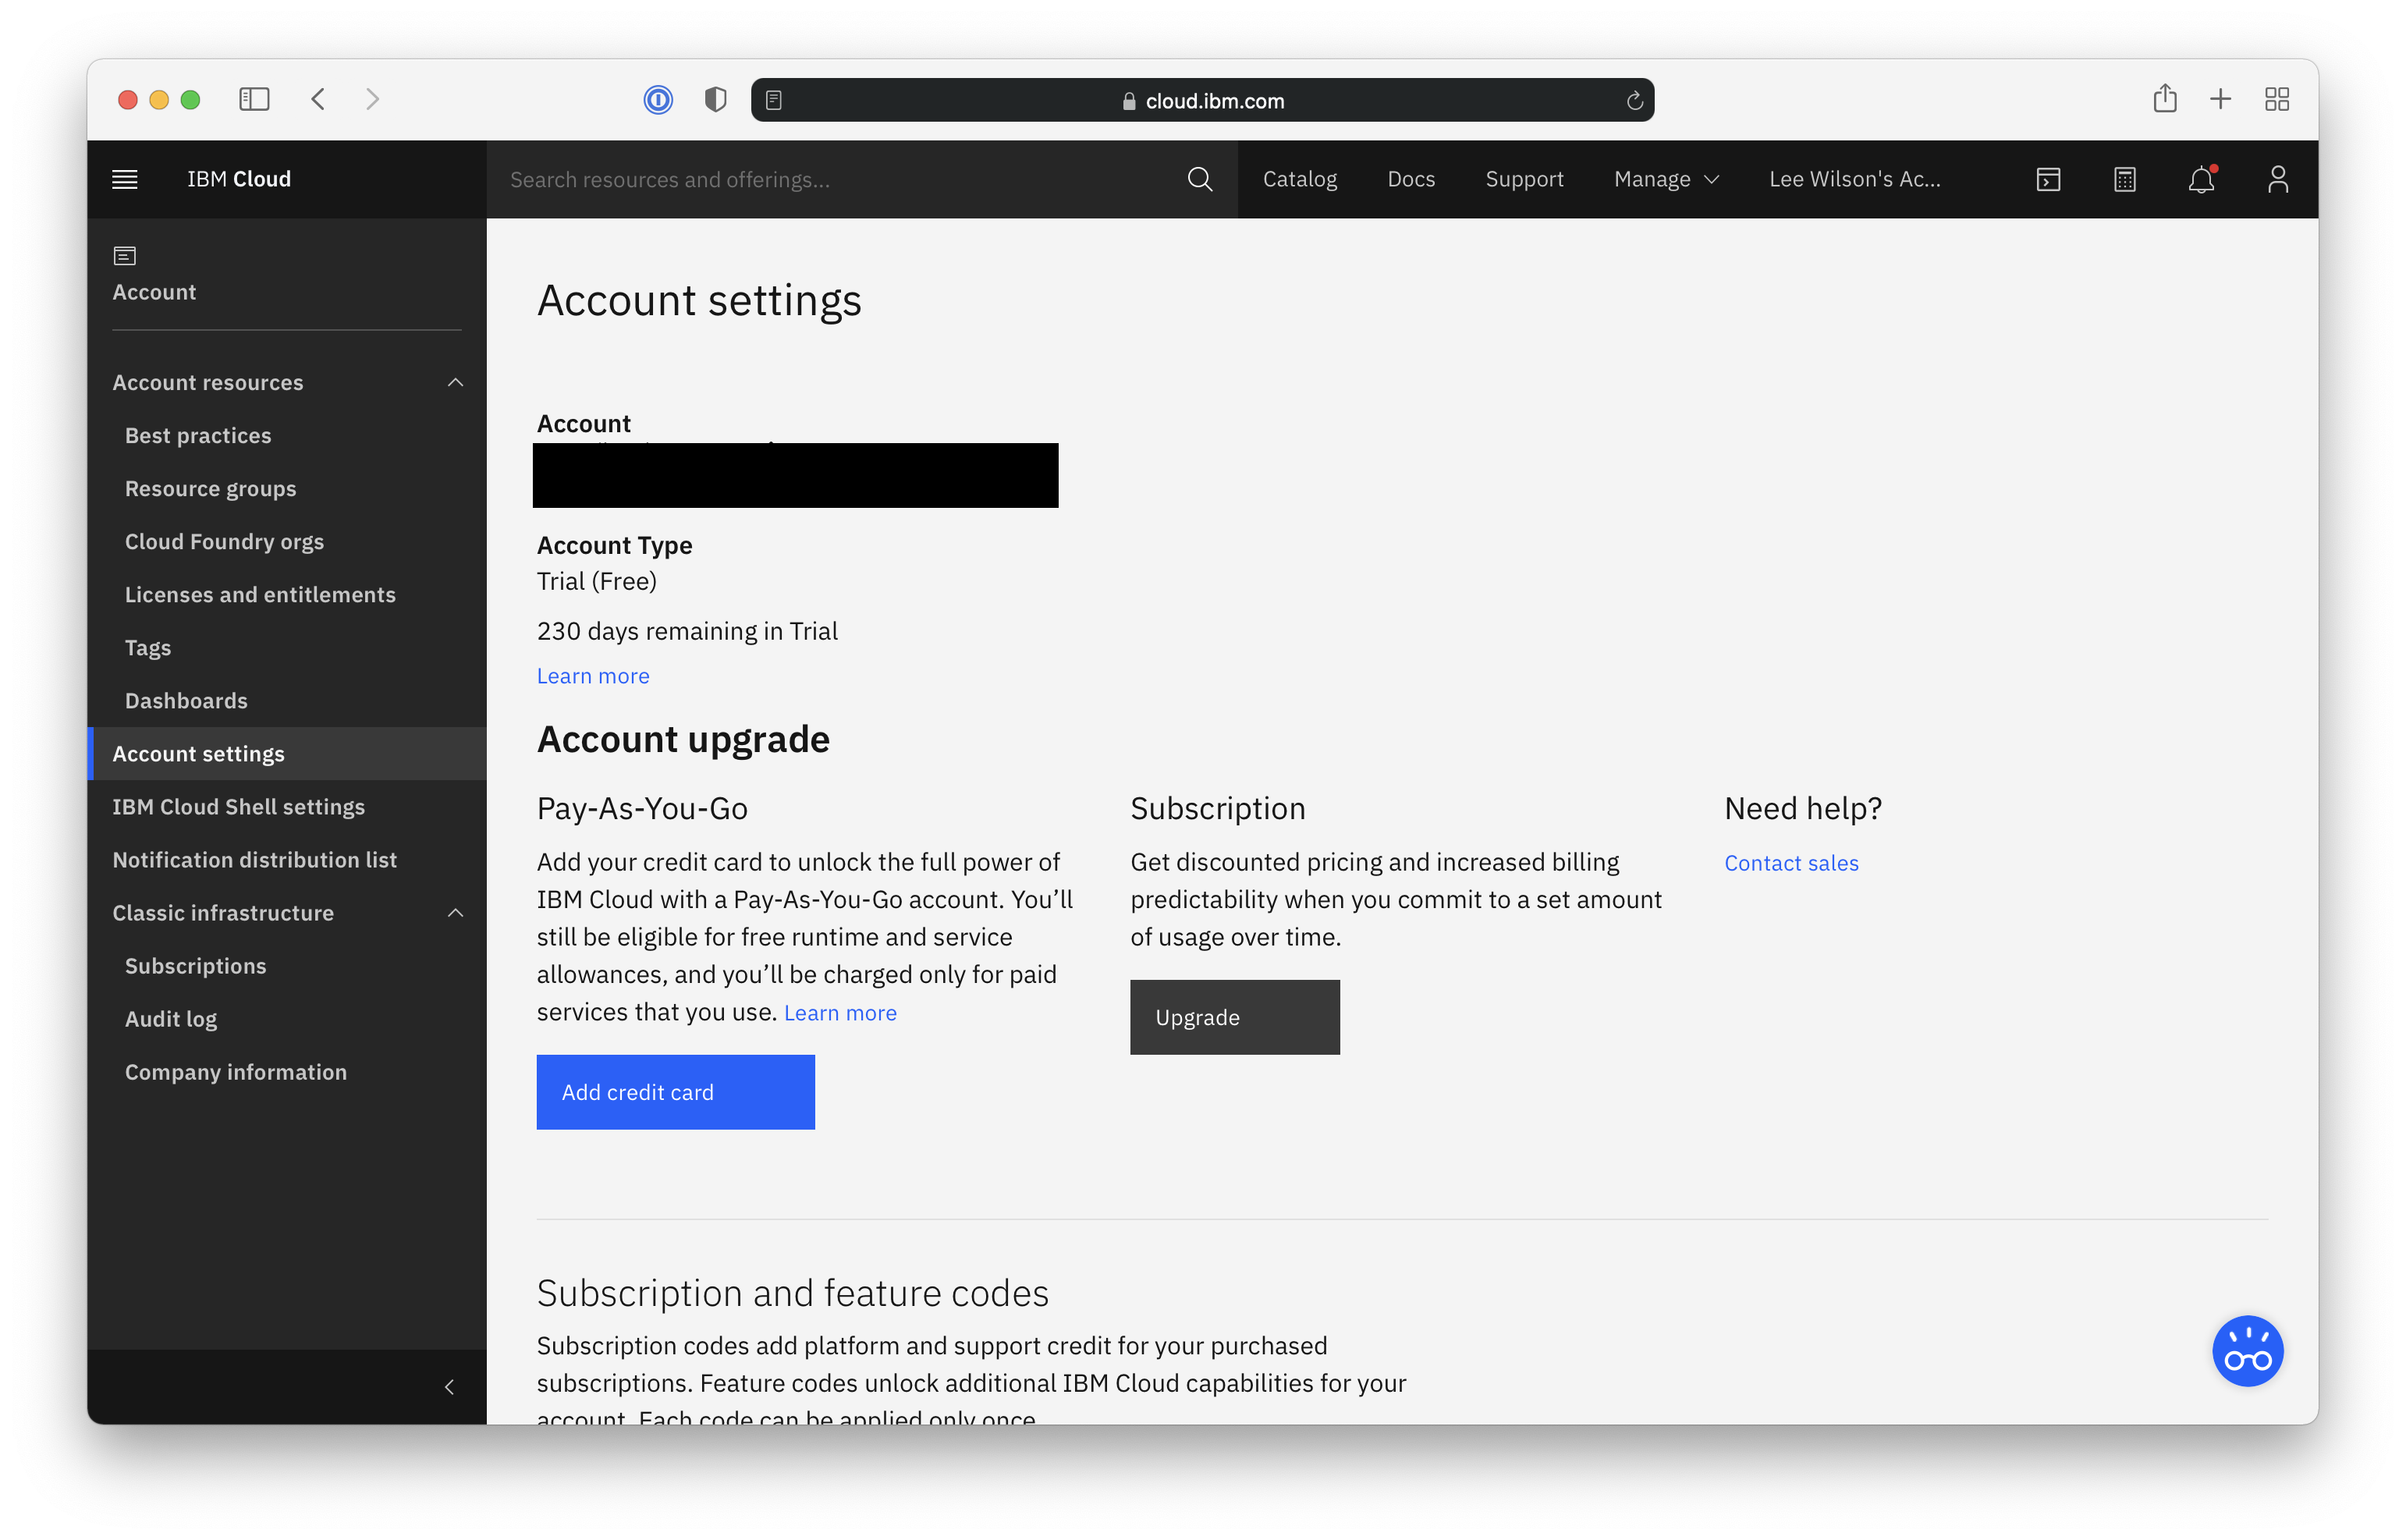 cloud.ibm.com
IBM Cloud
Search resources and offerings...
Catalog
Docs
Support
Manage
Lee Wilson's Ac...
Account
Account resources
Best practices
Resource groups
Cloud Foundry orgs
Licenses and entitlements
Tags
Dashboards
Account settings
IBM Cloud Shell settings
Notification distribution list
Classic infrastructure
Subscriptions
Audit log
Company information
Account settings
Account
Account Type
Trial (Free)
230 days remaining in Trial
Learn more
Account upgrade
Pay-As-You-Go
Add your credit card to unlock the full power of
IBM Cloud with a Pay-As-You-Go account. You’ll
still be eligible for free runtime and service
allowances, and you’ll be charged only for paid
services that you use. Learn more
Add credit card
Subscription
Get discounted pricing and increased billing
predictability when you commit to a set amount
of usage over time.
Upgrade
Need help?
Contact sales
Subscription and feature codes
Subscription codes add platform and support credit for your purchased
subscriptions. Feature codes unlock additional IBM Cloud capabilities for your
account. Each code can be applied only once